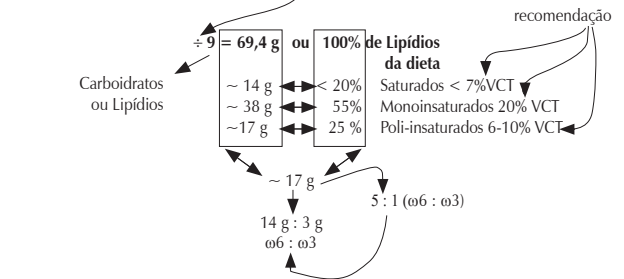 recomendação
÷ 9 = 69,4 g ou 100% de Lipídios
da dieta
Carboidratos
ou Lipídios
~ 14 g < 20% Saturados < 7%VCT
~ 38 g 55% Monoinsaturados 20% VCT
~17 g 25 % Poli-insaturados 6-10% VCT
~ 17 g
5 : 1 (ω6 : ω3)
14 g : 3 g
ω6 : ω3